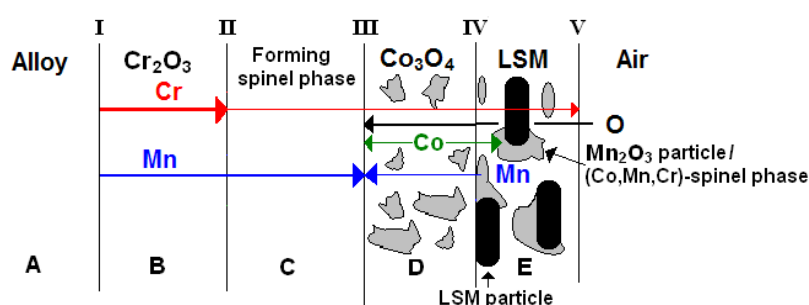 I II III IV V
Alloy Cr₂O₃ Forming spinel phase Co₃O₄ LSM Air
Cr
O
Co
Mn Mn
Mn₂O₃ particle/
(Co,Mn,Cr)-spinel phase
A B C D E
LSM particle